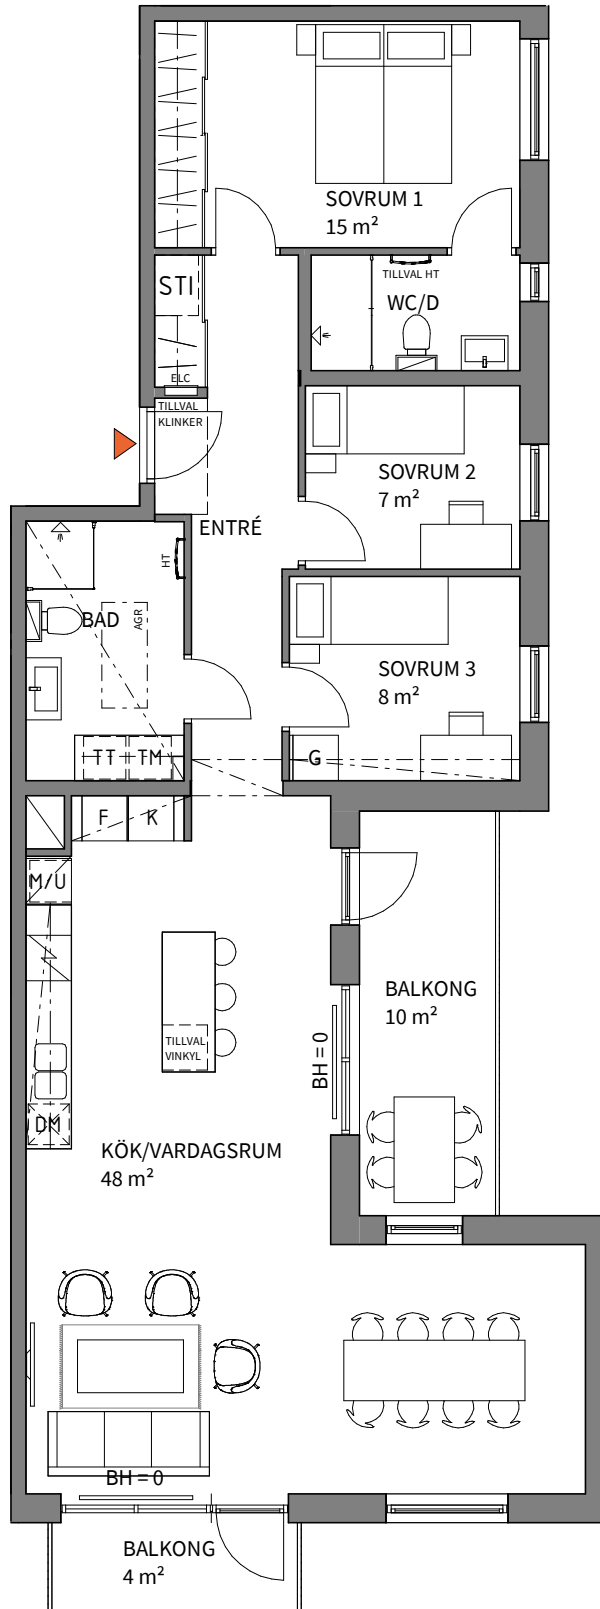 SOVRUM 1
15 m²
STI
TILLVAL HT
WC/D
ELC
TILLVAL
KLINKER
SOVRUM 2
7 m²
ENTRÉ
HT
BAD
AGR
SOVRUM 3
8 m²
TT
TM
G
F
K
M/U
BALKONG
10 m²
TILLVAL
VINKYL
BH = 0
DM
KÖK/VARDAGSRUM
48 m²
BH = 0
BALKONG
4 m²